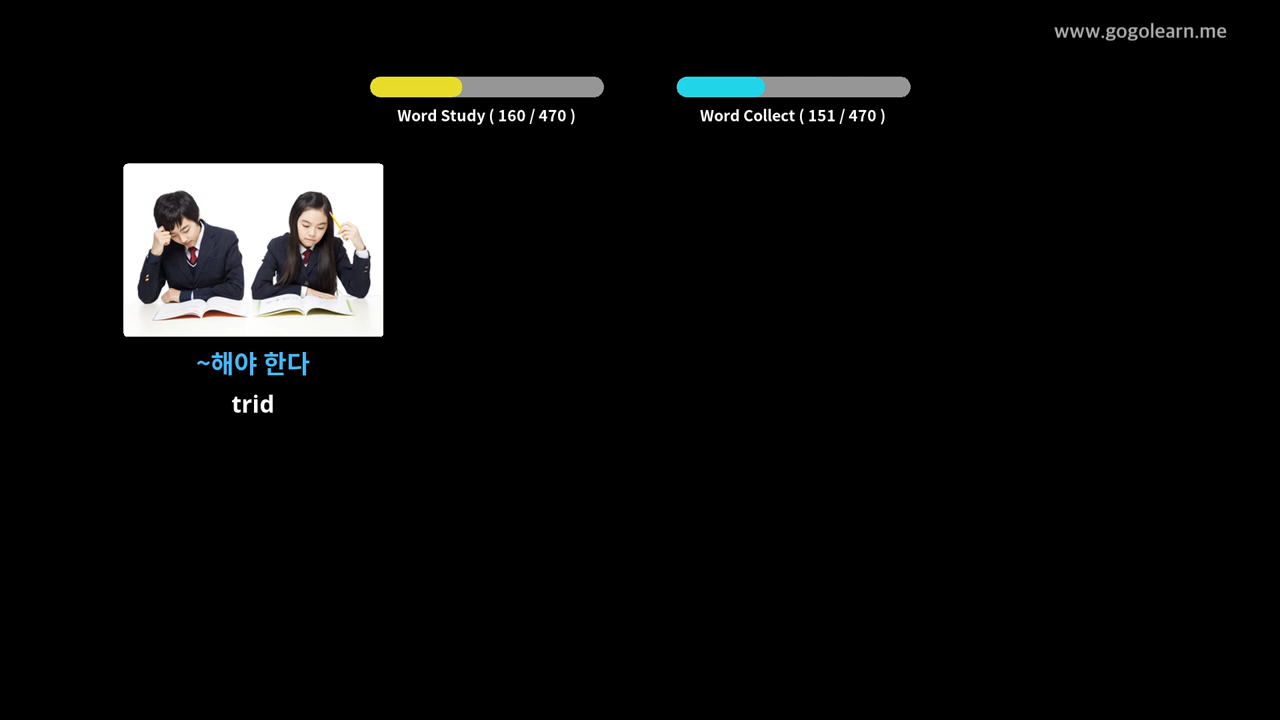 www.gogolearn.me
Word Study ( 160 / 470 )
Word Collect ( 151 / 470 )
~해야 한다
trid